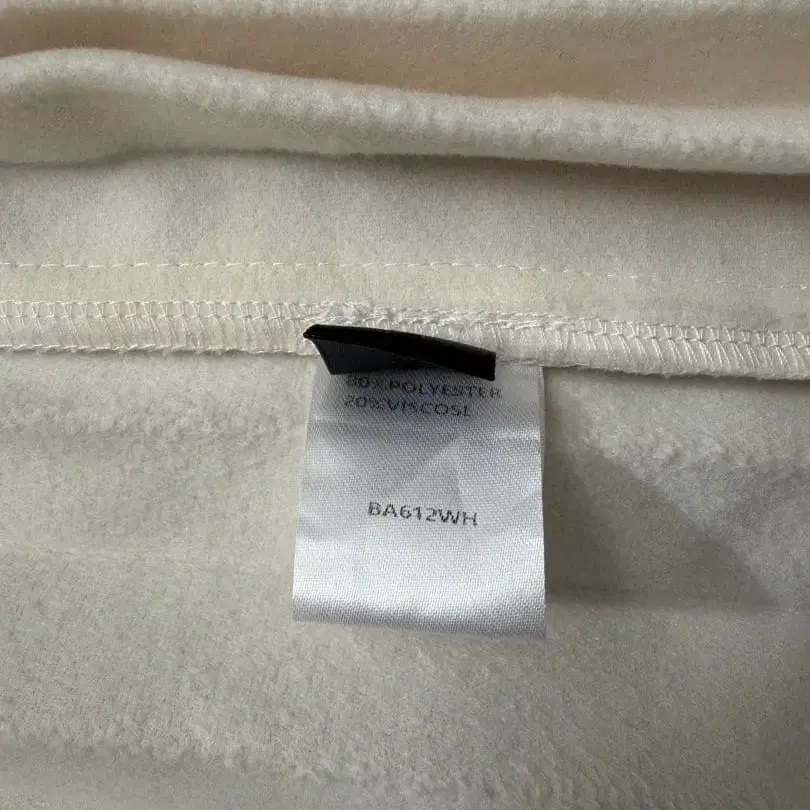 80% POLYESTER
20% VISCOSE
BA612WH